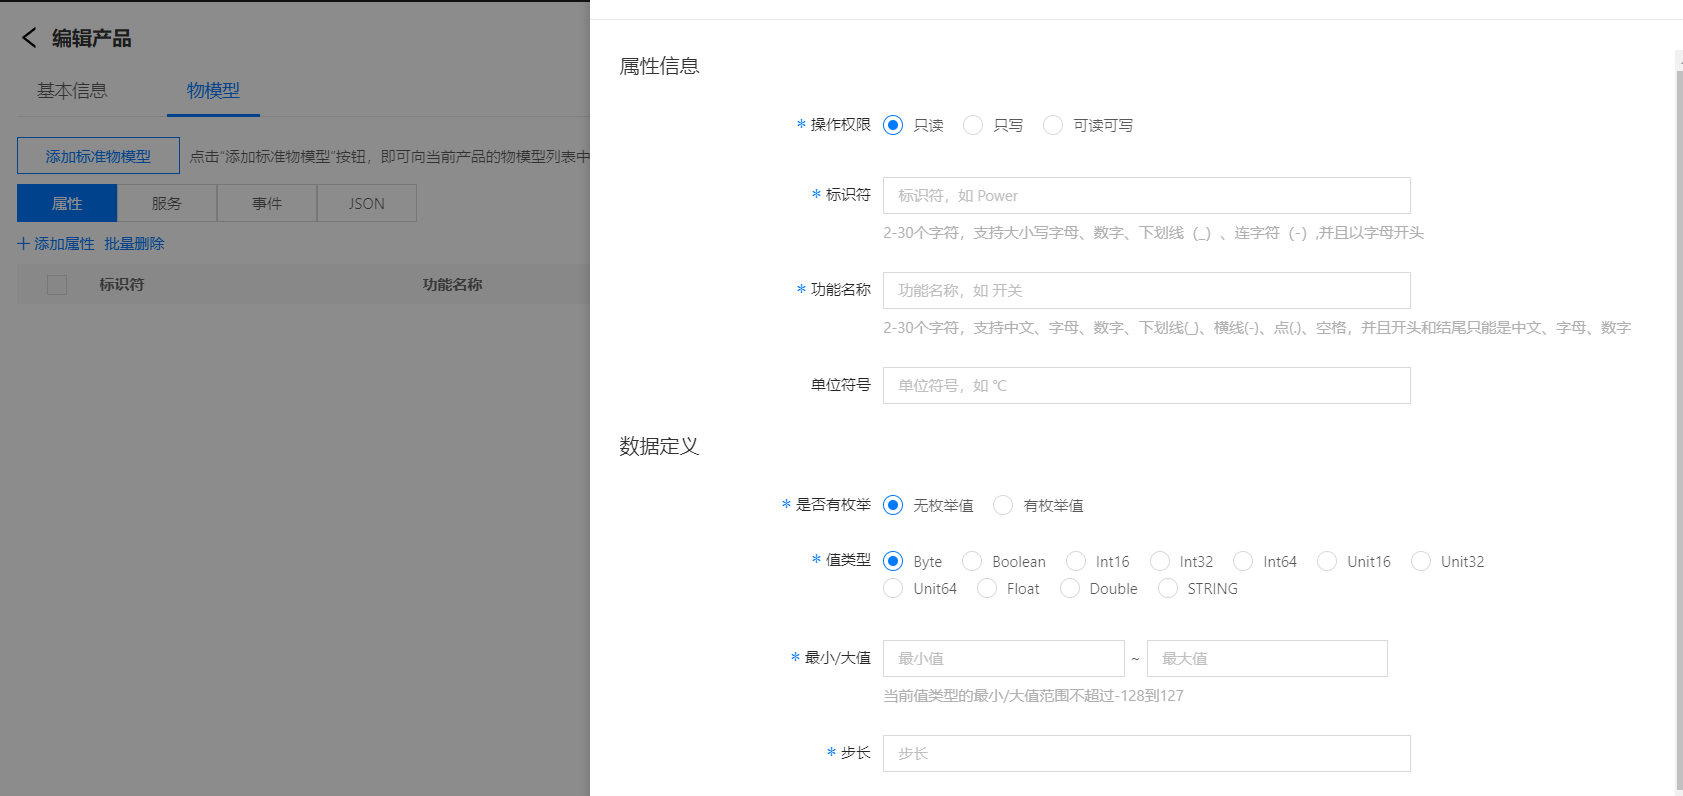 编辑产品
基本信息 物模型
添加标准物模型 点击“添加标准物模型”按钮，即可向当前产品的物模型列表中
属性 服务 事件 JSON
添加属性 批量删除
标识符 功能名称
属性信息
* 操作权限 只读 只写 可读可写
* 标识符 标识符，如 Power
2-30个字符，支持大小写字母、数字、下划线（_）、连字符（-）,并且以字母开头
* 功能名称 功能名称，如 开关
2-30个字符，支持中文、字母、数字、下划线(_)、横线(-)、点(.)、空格，并且开头和结尾只能是中文、字母、数字
单位符号 单位符号，如 ℃
数据定义
* 是否有枚举 无枚举值 有枚举值
* 值类型 Byte Boolean Int16 Int32 Int64 Unit16 Unit32
Unit64 Float Double STRING
* 最小/大值 最小值 ~ 最大值
当前值类型的最小/大值范围不超过-128到127
* 步长 步长